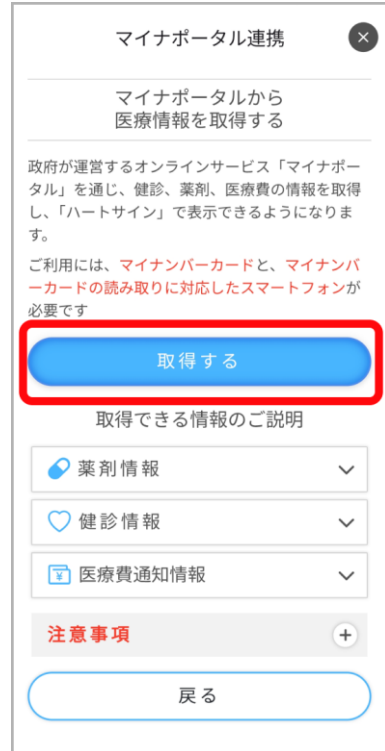 マイナポータル連携
マイナポータルから
医療情報を取得する
政府が運営するオンラインサービス「マイナポー
タル」を通じ、健診、薬剤、医療費の情報を取得
し、「ハートサイン」で表示できるようになりま
す。
ご利用には、マイナンバーカードと、マイナンバ
ーカードの読み取りに対応したスマートフォンが
必要です
取得する
取得できる情報のご説明
薬剤情報
健診情報
¥ 医療費通知情報
注意事項
戻る